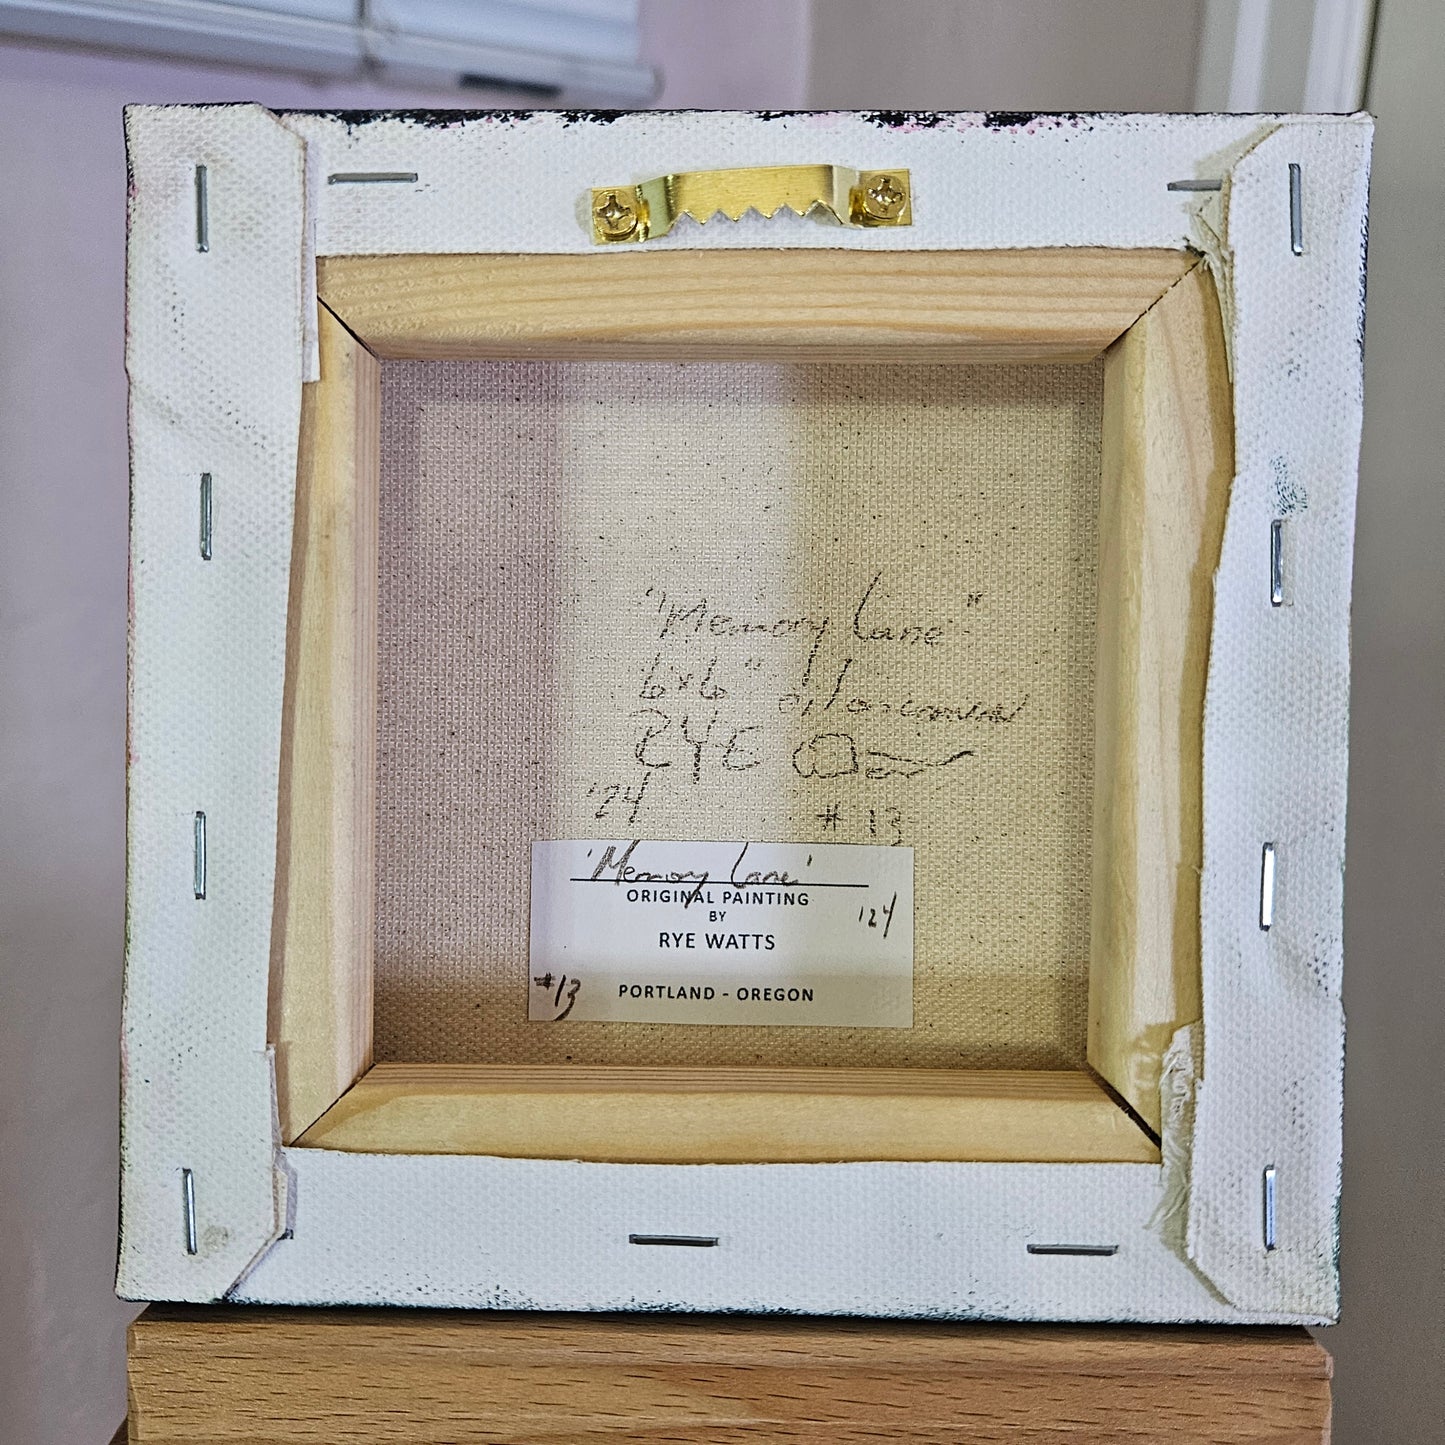 "Memory Lane"
6x6" oil on canvas
RYE
'24
# 13
'Memory Lane'
ORIGINAL PAINTING
BY
'24
RYE WATTS
#13
PORTLAND - OREGON